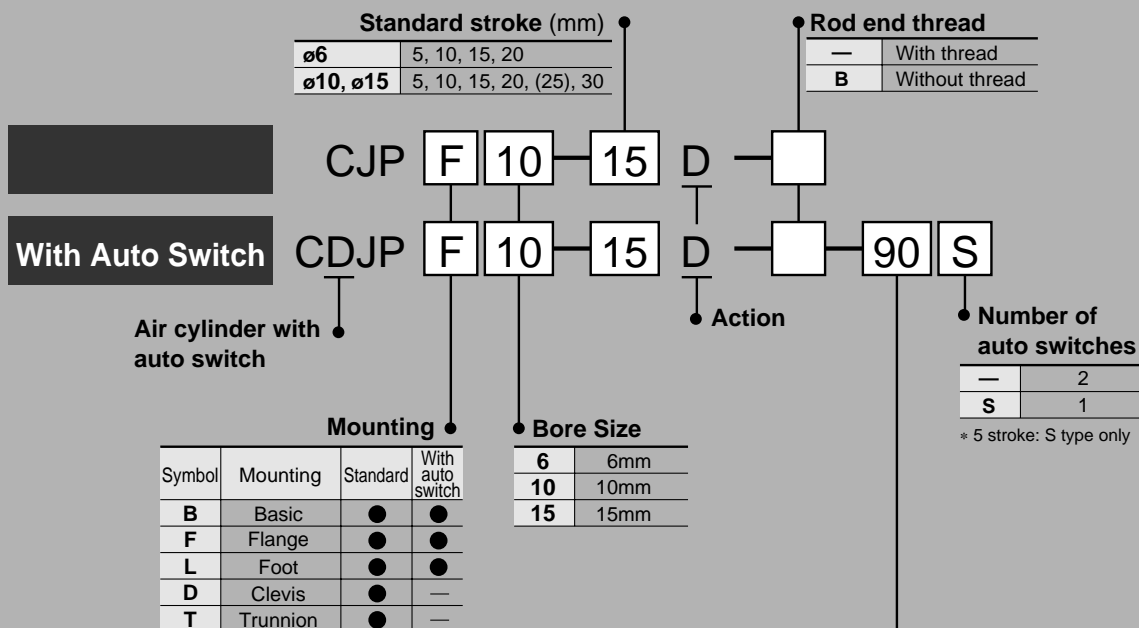 Standard stroke (mm)
ø6 5, 10, 15, 20
ø10, ø15 5, 10, 15, 20, (25), 30
Rod end thread
— With thread
B Without thread
CJP F 10 — 15 D —
With Auto Switch CDJP F 10 — 15 D — — 90 S
Air cylinder with
auto switch
Action
Number of
auto switches
— 2
S 1
* 5 stroke: S type only
Mounting
Symbol Mounting Standard With
auto
switch
B Basic ● ●
F Flange ● ●
L Foot ● ●
D Clevis ● —
T Trunnion ● —
Bore Size
6 6mm
10 10mm
15 15mm